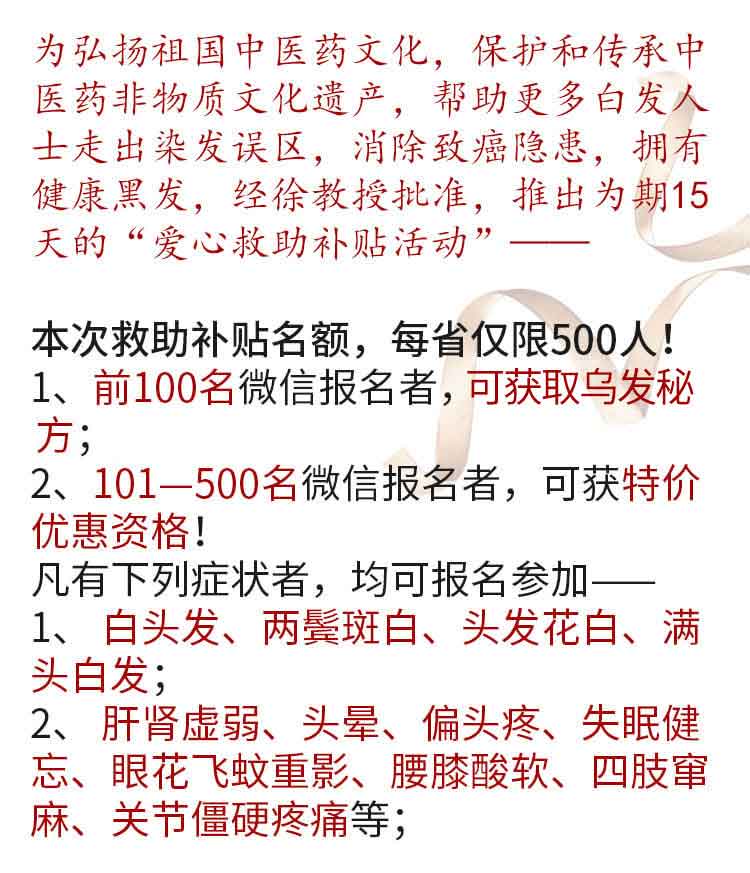 为弘扬祖国中医药文化，保护和传承中
医药非物质文化遗产，帮助更多白发人
士走出染发误区，消除致癌隐患，拥有
健康黑发，经徐教授批准，推出为期15
天的“爱心救助补贴活动”——
本次救助补贴名额，每省仅限500人！
1、前100名微信报名者，可获取乌发秘
方；
2、101—500名微信报名者，可获特价
优惠资格！
凡有下列症状者，均可报名参加——
1、 白头发、两鬓斑白、头发花白、满
头白发；
2、 肝肾虚弱、头晕、偏头疼、失眠健
忘、眼花飞蚊重影、腰膝酸软、四肢窜
麻、关节僵硬疼痛等；